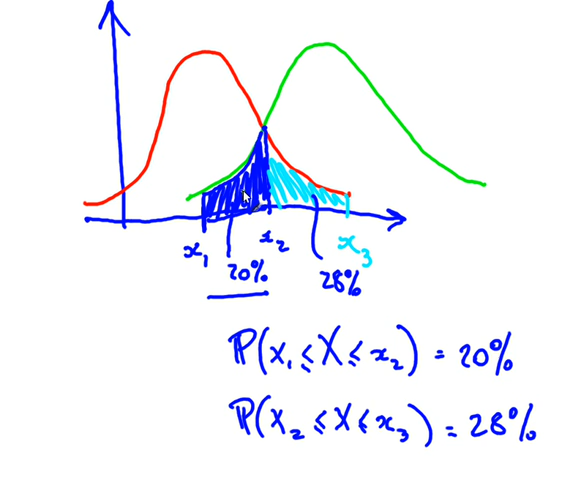 x₁ x₂ x₃
20% 28%
ℙ(x₁ ≤ X ≤ x₂) = 20%
ℙ(x₂ ≤ X ≤ x₃) = 28%